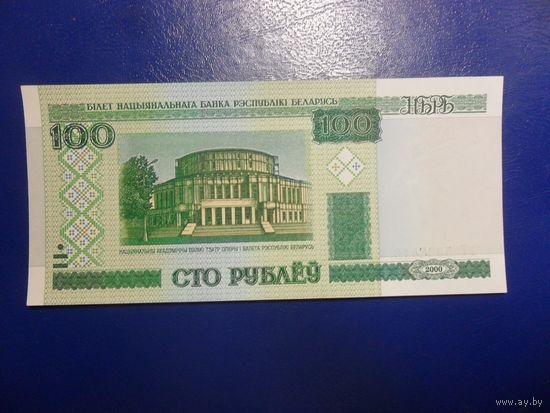 БІЛЕТ НАЦЫЯНАЛЬНАГА БАНКА РЭСПУБЛІКІ БЕЛАРУСЬ
НБРБ
100
100
НАЦЫЯНАЛЬНЫ АКАДЭМІЧНЫ ВЯЛІКІ ТЭАТР ОПЕРЫ І БАЛЕТА РЭСПУБЛІКІ БЕЛАРУСЬ
СТО РУБЛЁЎ
2000
www.ay.by